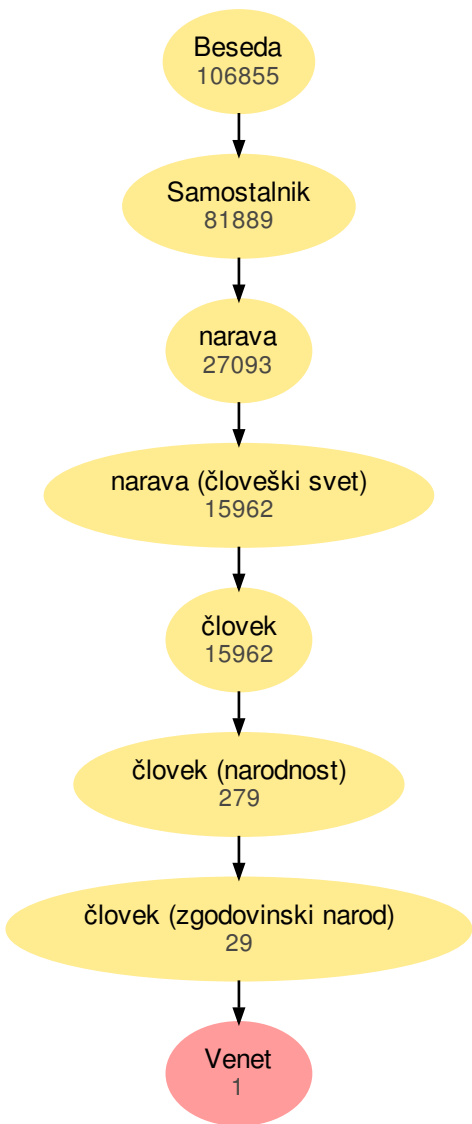 Beseda
106855
Samostalnik
81889
narava
27093
narava (človeški svet)
15962
človek
15962
človek (narodnost)
279
človek (zgodovinski narod)
29
Venet
1